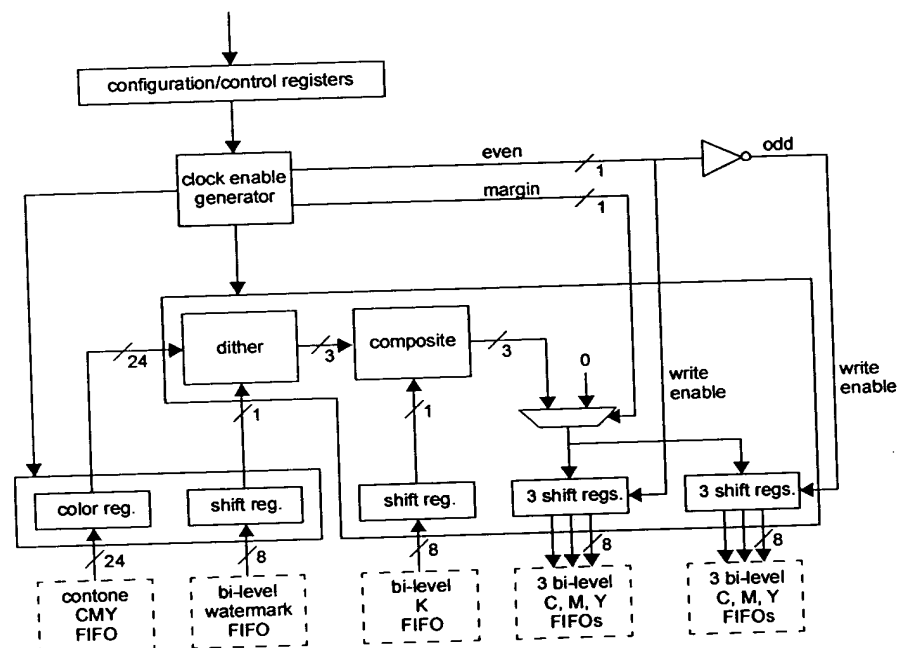 configuration/control registers
clock enable
generator
even
1
odd
margin
1
dither
composite
24
3
3
0
1
1
write
enable
write
enable
color reg.
shift reg.
shift reg.
3 shift regs.
3 shift regs.
24
8
8
8
8
contone
CMY
FIFO
bi-level
watermark
FIFO
bi-level
K
FIFO
3 bi-level
C, M, Y
FIFOs
3 bi-level
C, M, Y
FIFOs